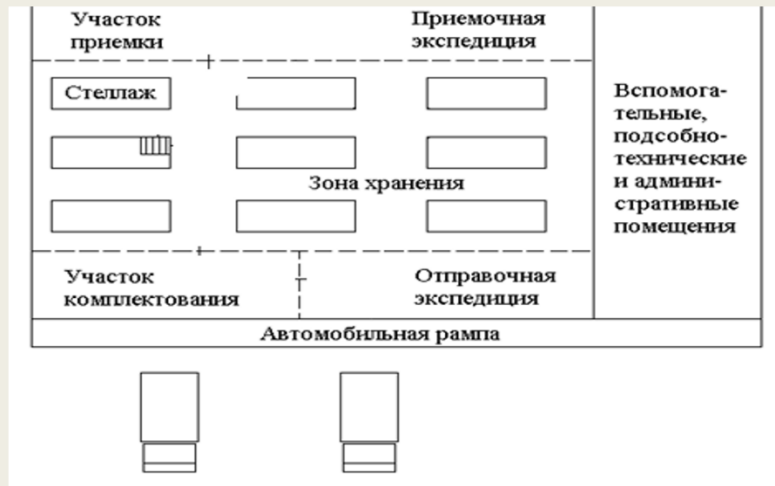 Участок
приемки
Приемочная
экспедиция
Стеллаж
Зона хранения
Вспомога-
тельные,
подсобно-
технические
и админи-
стративные
помещения
Участок
комплектования
Отправочная
экспедиция
Автомобильная рампа